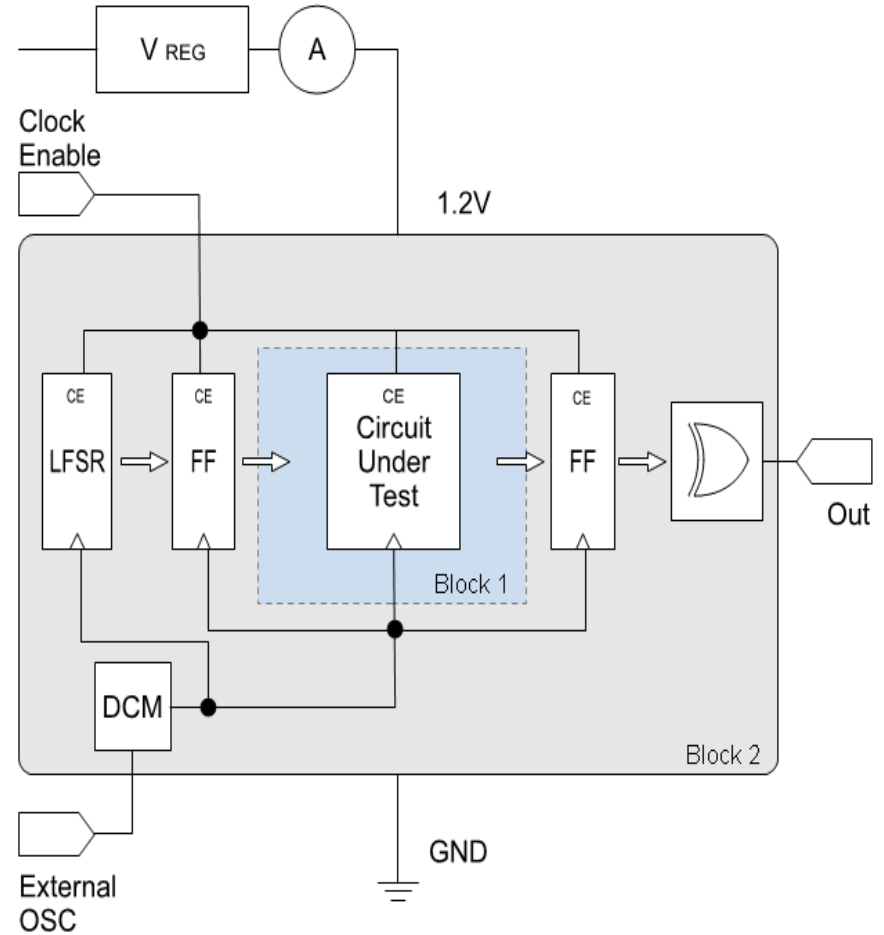 V REG
A
Clock
Enable
1.2V
CE
LFSR
CE
FF
CE
Circuit
Under
Test
CE
FF
Out
Block 1
DCM
Block 2
External
OSC
GND